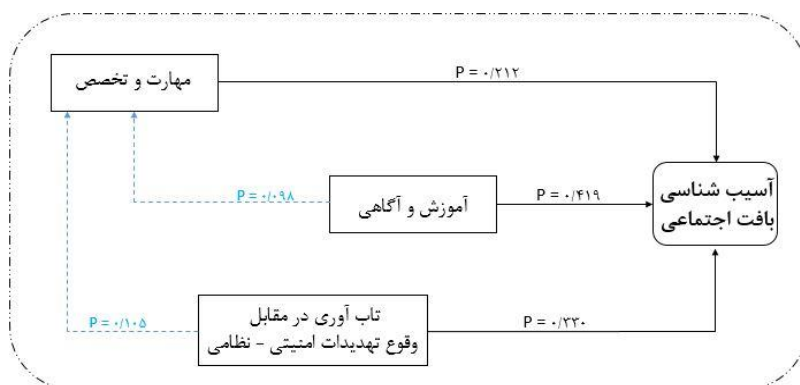 P = ۰/۲۱۲
مهارت و تخصص
P = ۰/۰۹۸
آموزش و آگاهی
P = ۰/۴۱۹
آسیب شناسی
بافت اجتماعی
تاب آوری در مقابل
وقوع تهدیدات امنیتی - نظامی
P = ۰/۱۰۵
P = ۰/۳۳۰